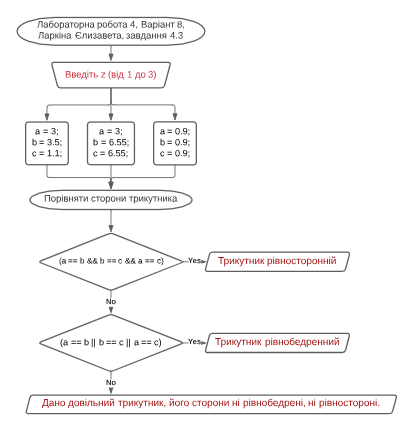 Лабораторна робота 4, Варіант 8,
Ларкіна Єлизавета, завдання 4.3
Введіть z (від 1 до 3)
a = 3;
b = 3.5;
c = 1.1;
a = 3;
b = 6.55;
c = 6.55;
a = 0.9;
b = 0.9;
c = 0.9;
Порівняти сторони трикутника
(a == b && b == c && a == c)
Yes
Трикутник рівносторонній
No
(a == b || b == c || a == c)
Yes
Трикутник рівнобедренний
No
Дано довільний трикутник, його сторони ні рівнобедрені, ні рівностороні.